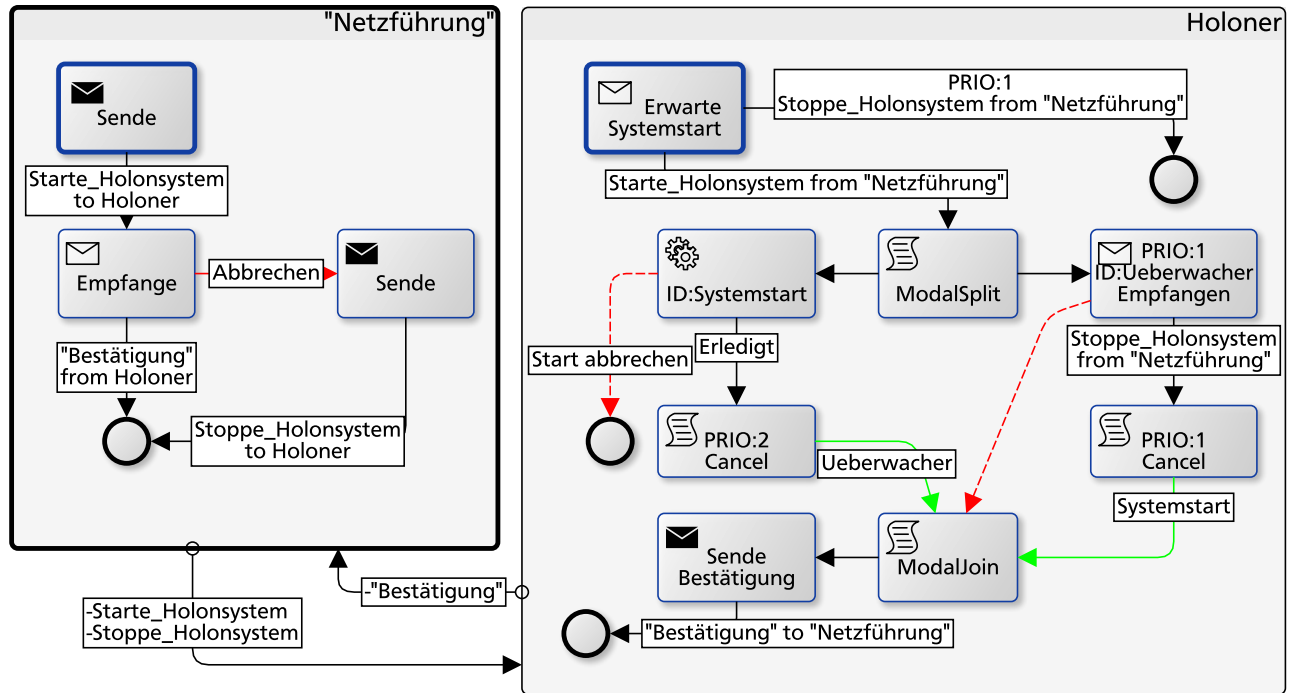 "Netzführung"
Sende
Starte_Holonsystem
to Holoner
Empfange
Abbrechen
Sende
"Bestätigung"
from Holoner
Stoppe_Holonsystem
to Holoner
-Starte_Holonsystem
-Stoppe_Holonsystem
-"Bestätigung"
Holoner
Erwarte
Systemstart
PRIO:1
Stoppe_Holonsystem from "Netzführung"
Starte_Holonsystem from "Netzführung"
ID:Systemstart
ModalSplit
PRIO:1
ID:Ueberwacher
Empfangen
Start abbrechen
Erledigt
Stoppe_Holonsystem
from "Netzführung"
PRIO:2
Cancel
Ueberwacher
PRIO:1
Cancel
Systemstart
Sende
Bestätigung
ModalJoin
"Bestätigung" to "Netzführung"